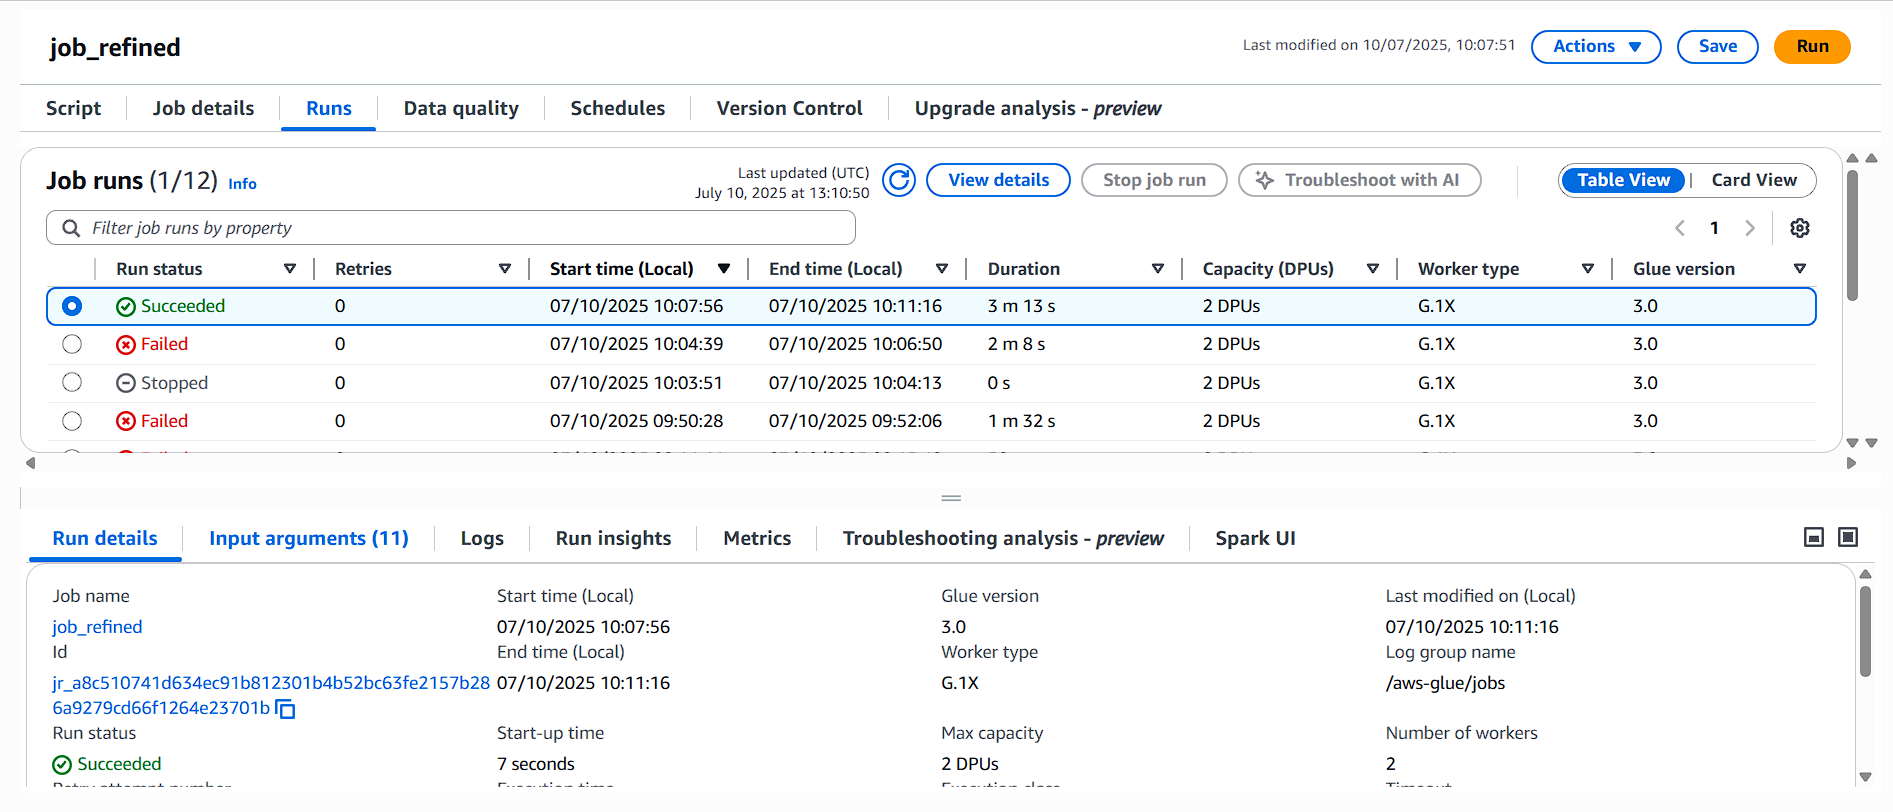 job_refined
Last modified on 10/07/2025, 10:07:51
Actions
Save
Run
Script
Job details
Runs
Data quality
Schedules
Version Control
Upgrade analysis - preview
Job runs (1/12) Info
Last updated (UTC)
July 10, 2025 at 13:10:50
View details
Stop job run
Troubleshoot with AI
Table View
Card View
Filter job runs by property
1
Run status Retries Start time (Local) End time (Local) Duration Capacity (DPUs) Worker type Glue version
Succeeded 0 07/10/2025 10:07:56 07/10/2025 10:11:16 3 m 13 s 2 DPUs G.1X 3.0
Failed 0 07/10/2025 10:04:39 07/10/2025 10:06:50 2 m 8 s 2 DPUs G.1X 3.0
Stopped 0 07/10/2025 10:03:51 07/10/2025 10:04:13 0 s 2 DPUs G.1X 3.0
Failed 0 07/10/2025 09:50:28 07/10/2025 09:52:06 1 m 32 s 2 DPUs G.1X 3.0
Run details
Input arguments (11)
Logs
Run insights
Metrics
Troubleshooting analysis - preview
Spark UI
Job name
job_refined
Id
jr_a8c510741d634ec91b812301b4b52bc63fe2157b28
6a9279cd66f1264e23701b
Run status
Succeeded
Start time (Local)
07/10/2025 10:07:56
End time (Local)
07/10/2025 10:11:16
Start-up time
7 seconds
Glue version
3.0
Worker type
G.1X
Max capacity
2 DPUs
Last modified on (Local)
07/10/2025 10:11:16
Log group name
/aws-glue/jobs
Number of workers
2